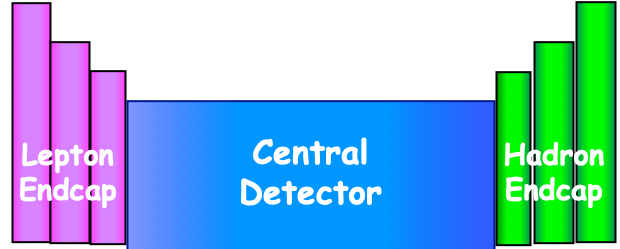 Lepton
Endcap
Central
Detector
Hadron
Endcap